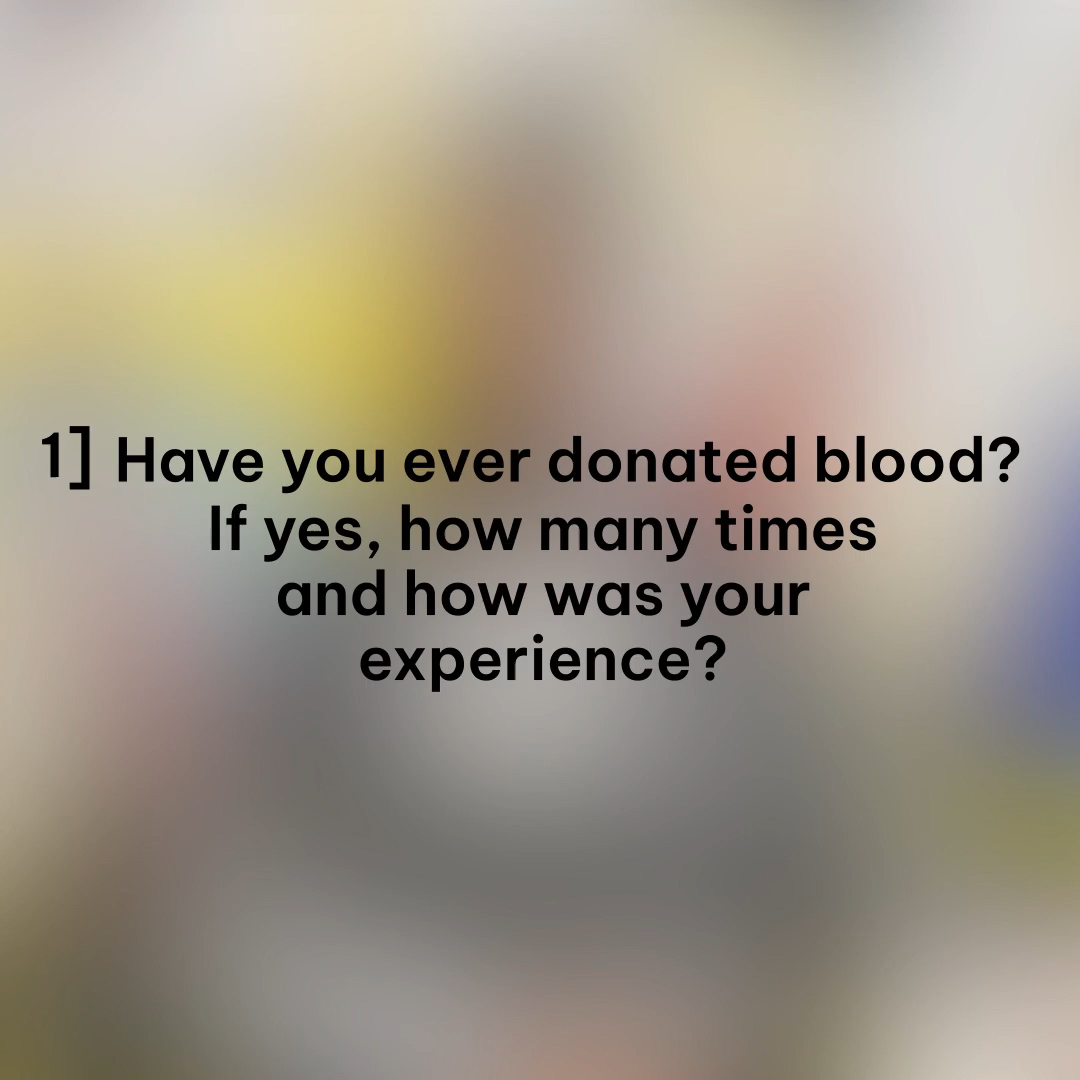 1] Have you ever donated blood?
If yes, how many times
and how was your
experience?